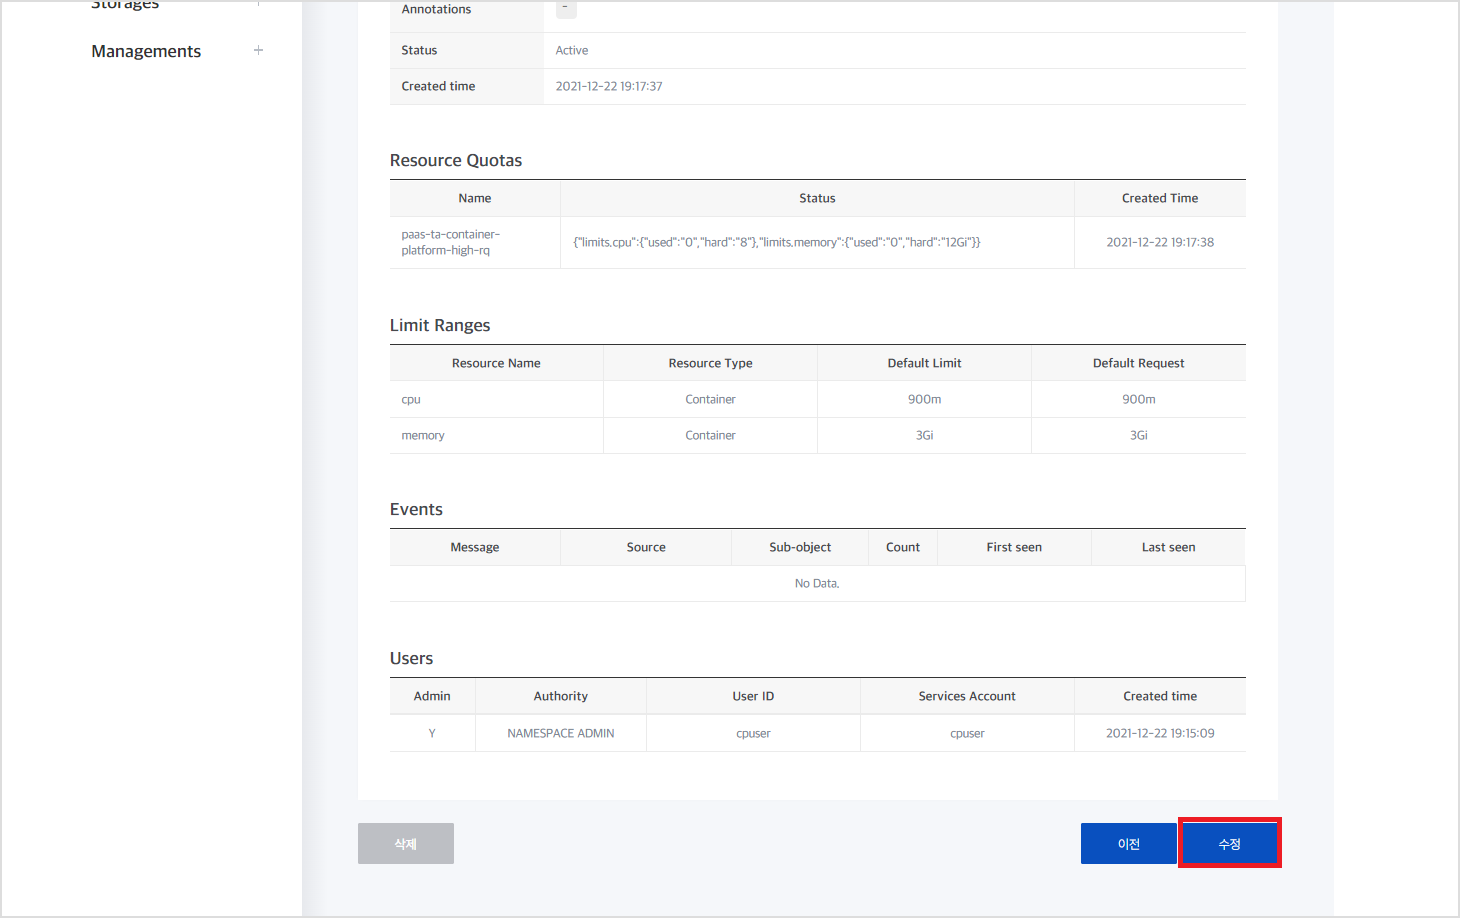 Storages
+
Managements
+
Annotations
-
Status
Active
Created time
2021-12-22 19:17:37
Resource Quotas
Name
Status
Created Time
paas-ta-container-
platform-high-rq
{"limits.cpu":{"used":"0","hard":"8"},"limits.memory":{"used":"0","hard":"12Gi"}}
2021-12-22 19:17:38
Limit Ranges
Resource Name
Resource Type
Default Limit
Default Request
cpu
Container
900m
900m
memory
Container
3Gi
3Gi
Events
Message
Source
Sub-object
Count
First seen
Last seen
No Data.
Users
Admin
Authority
User ID
Services Account
Created time
Y
NAMESPACE ADMIN
cpuser
cpuser
2021-12-22 19:15:09
삭제
이전
수정